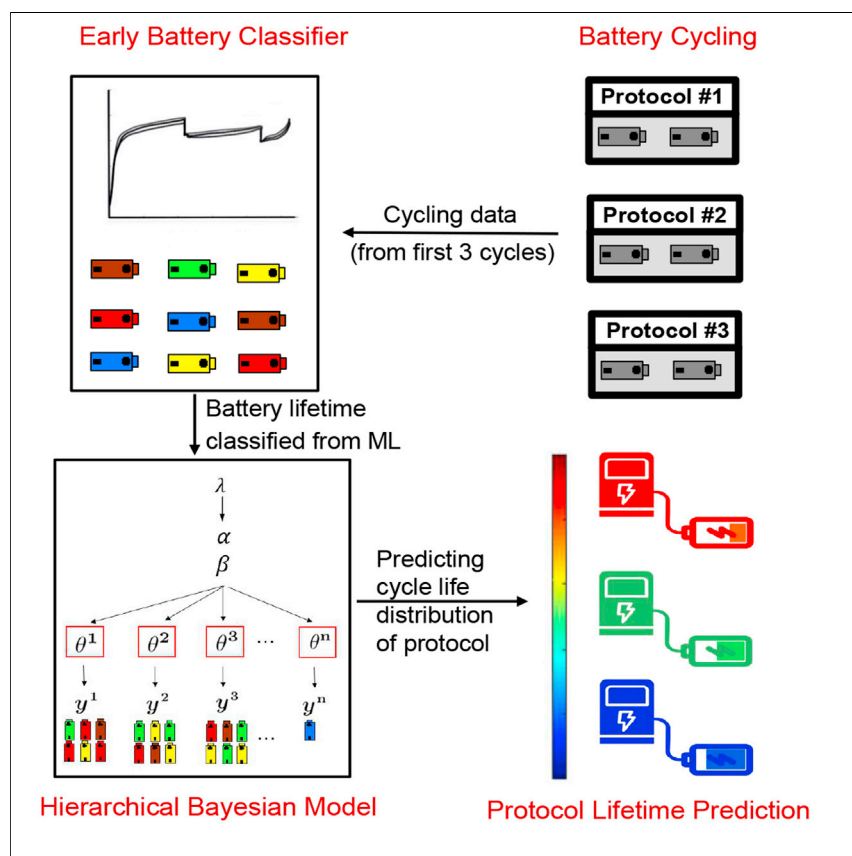 Early Battery Classifier
Battery Cycling
Protocol #1
Protocol #2
Protocol #3
Cycling data
(from first 3 cycles)
Battery lifetime
classified from ML
λ
α
β
θ¹ θ² θ³ ... θⁿ
y¹ y² y³ yⁿ
...
Predicting
cycle life
distribution
of protocol
Hierarchical Bayesian Model
Protocol Lifetime Prediction